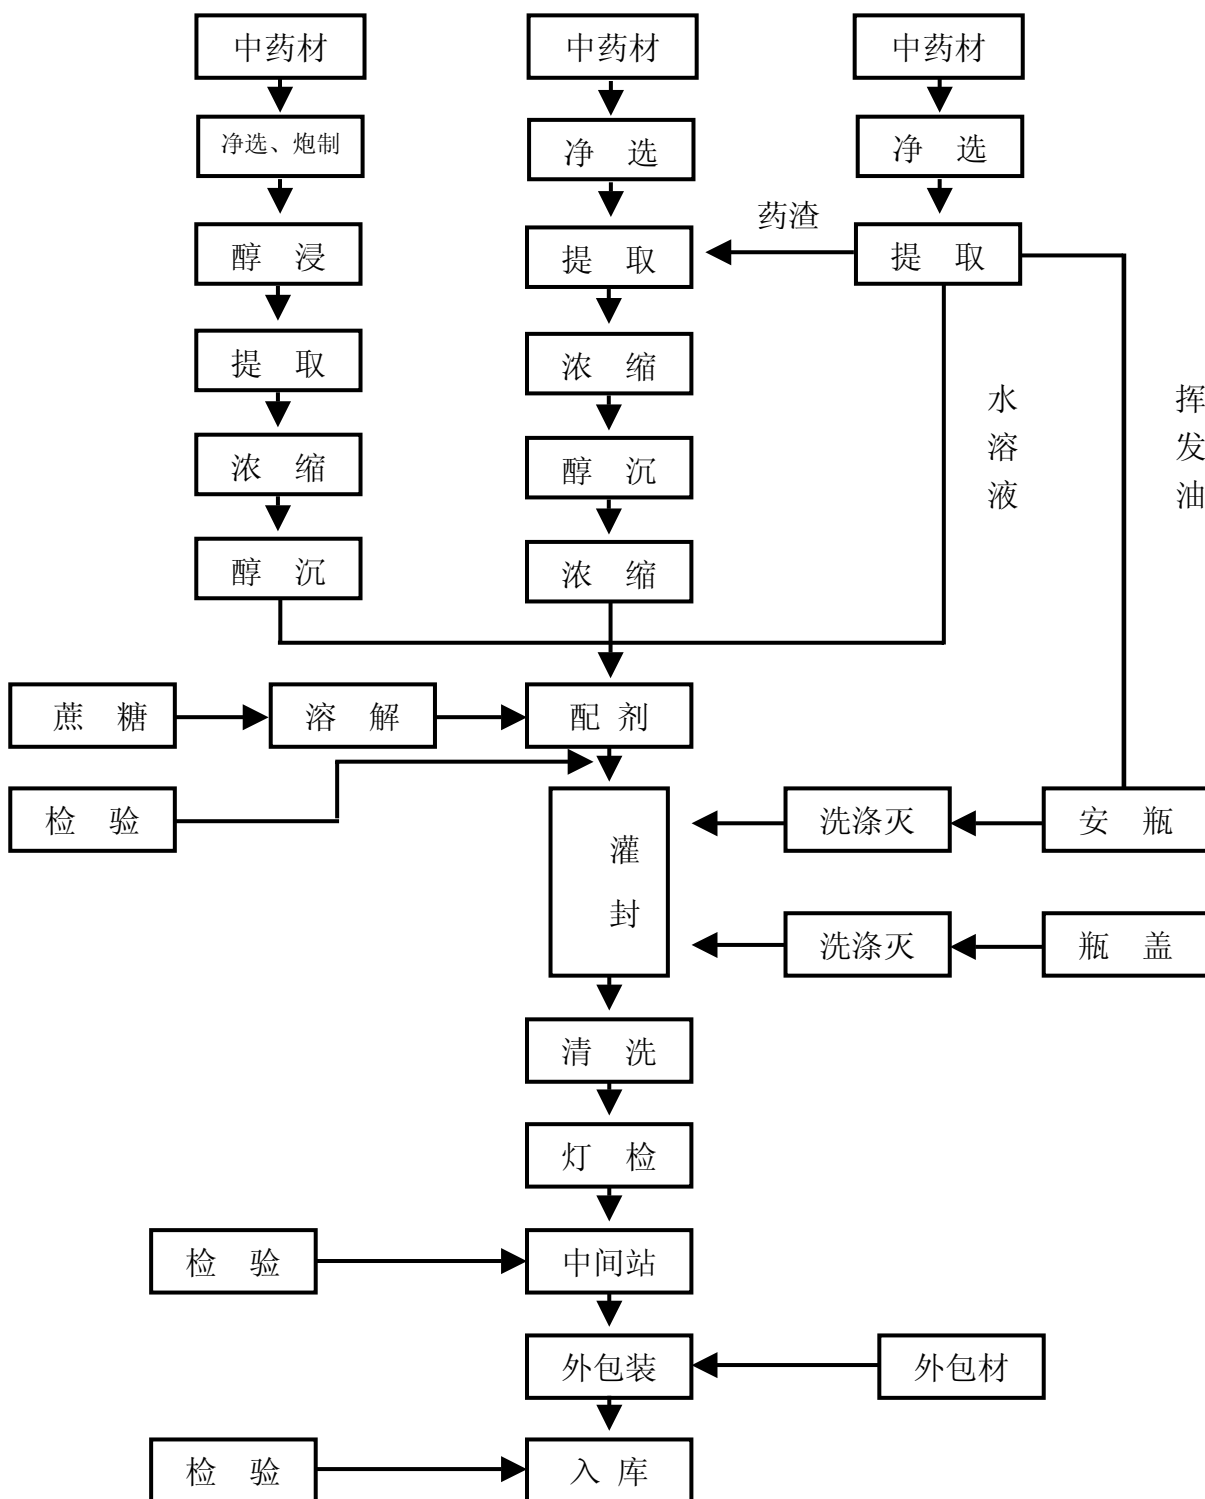 中药材 中药材 中药材
净选、炮制 净 选 净 选
药渣
醇 浸 提 取 提 取
提 取 浓 缩
水溶液
挥发油
浓 缩 醇 沉
醇 沉 浓 缩
蔗 糖 溶 解 配 剂
检 验 灌封 洗涤灭 安 瓶
洗涤灭 瓶 盖
清 洗
灯 检
检 验 中间站
外包装 外包材
检 验 入 库